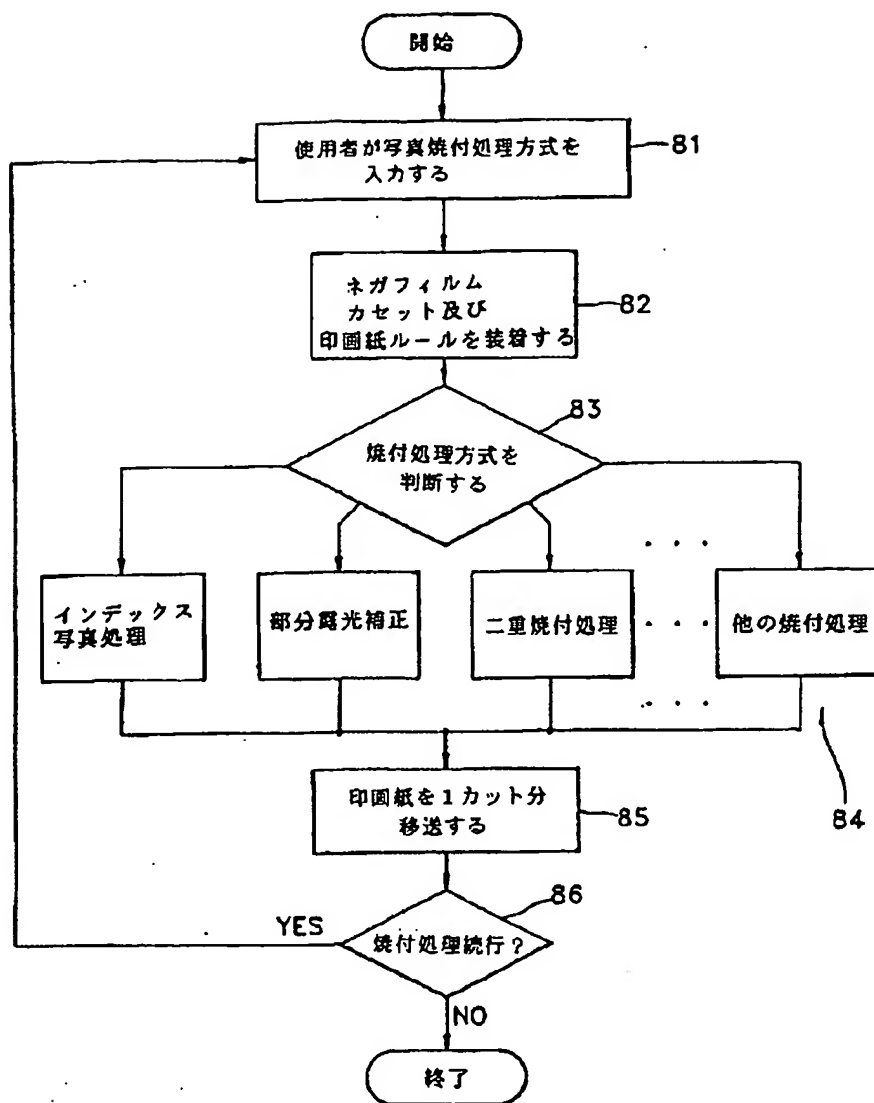 開始
使用者が写真焼付処理方式を
入力する
81
ネガフィルム
カセット及び
印画紙ルールを装着する
82
83
焼付処理方式を
判断する
インデックス
写真処理
部分露光補正
二重焼付処理
他の焼付処理
84
印画紙を1カット分
移送する
85
86
焼付処理続行?
YES
NO
終了